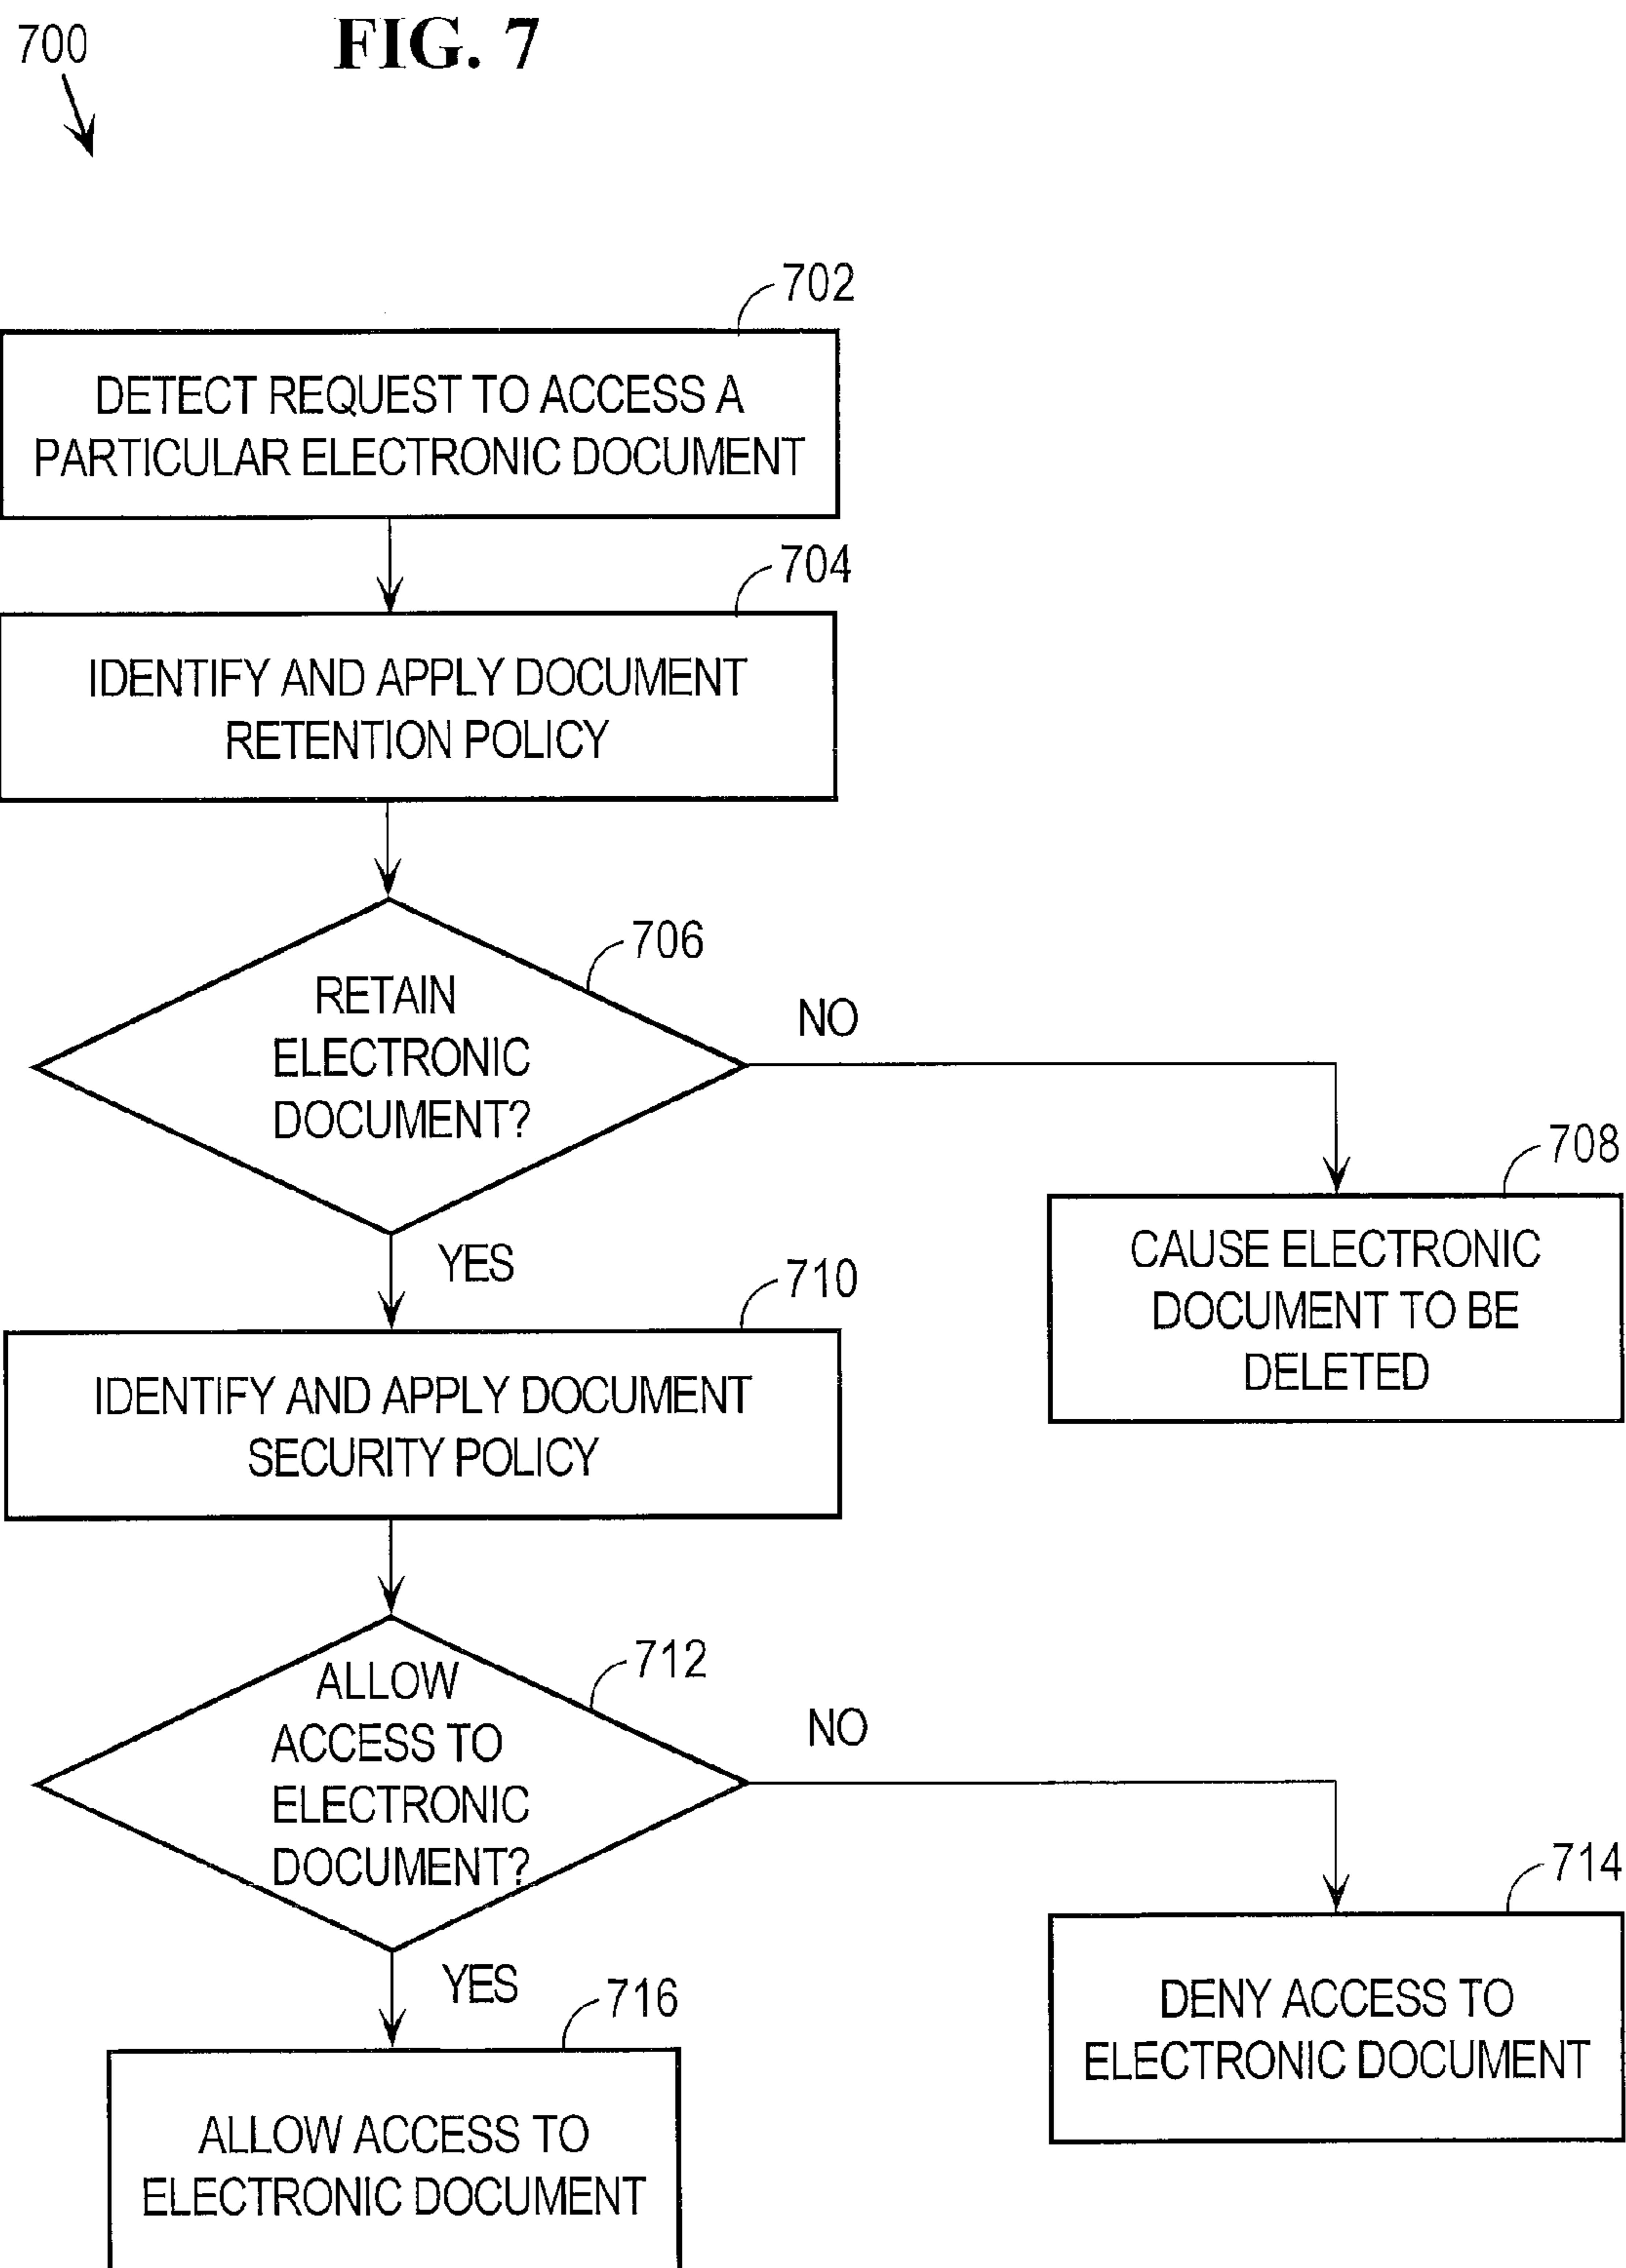 700
FIG. 7
702
DETECT REQUEST TO ACCESS A
PARTICULAR ELECTRONIC DOCUMENT
704
IDENTIFY AND APPLY DOCUMENT
RETENTION POLICY
706
RETAIN
ELECTRONIC
DOCUMENT?
NO
708
CAUSE ELECTRONIC
DOCUMENT TO BE
DELETED
YES
710
IDENTIFY AND APPLY DOCUMENT
SECURITY POLICY
712
ALLOW
ACCESS TO
ELECTRONIC
DOCUMENT?
NO
714
DENY ACCESS TO
ELECTRONIC DOCUMENT
YES
716
ALLOW ACCESS TO
ELECTRONIC DOCUMENT